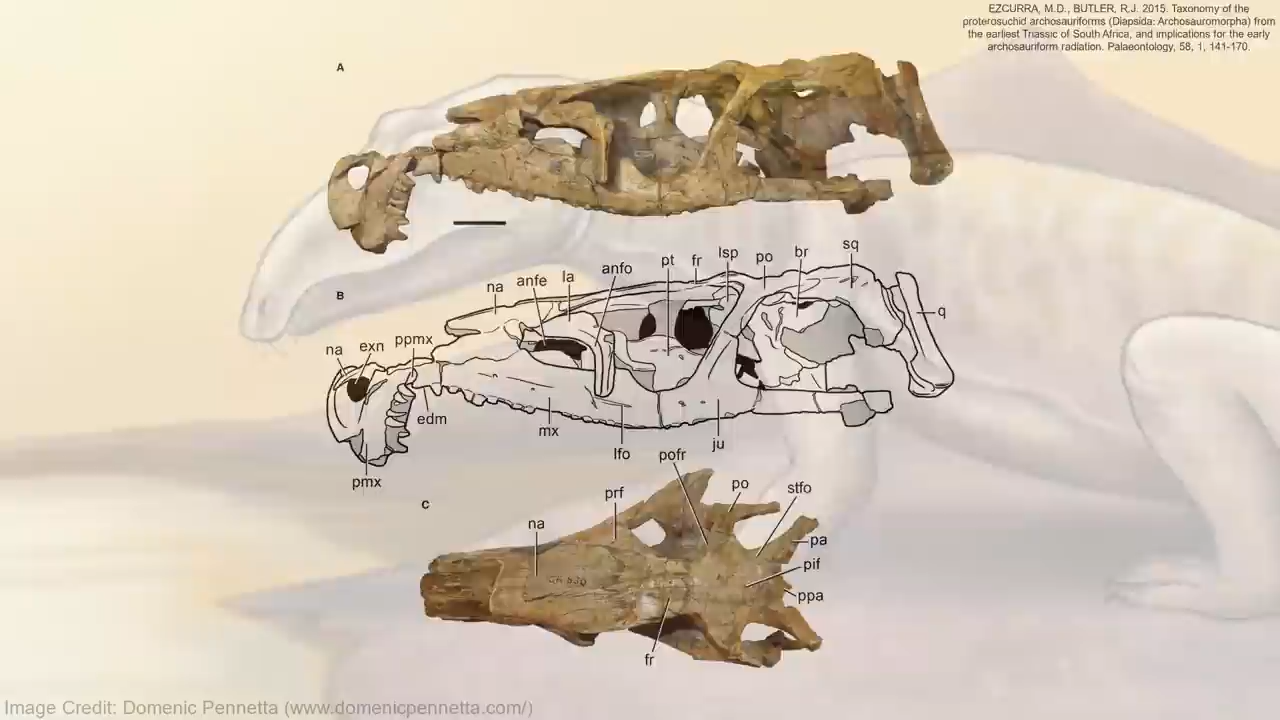 EZCURRA, M.D., BUTLER, R.J. 2015. Taxonomy of the
proterosuchid archosauriforms (Diapsida: Archosauromorpha) from
the earliest Triassic of South Africa, and implications for the early
archosauriform radiation. Palaeontology, 58, 1, 141-170.
A
B
na
anfe
la
anfo
pt
fr
lsp
po
br
sq
q
na
exn
ppmx
edm
pmx
mx
lfo
ju
C
na
prf
pofr
po
stfo
pa
pif
ppa
fr
Image Credit: Domenic Pennetta (www.domenicpennetta.com/)